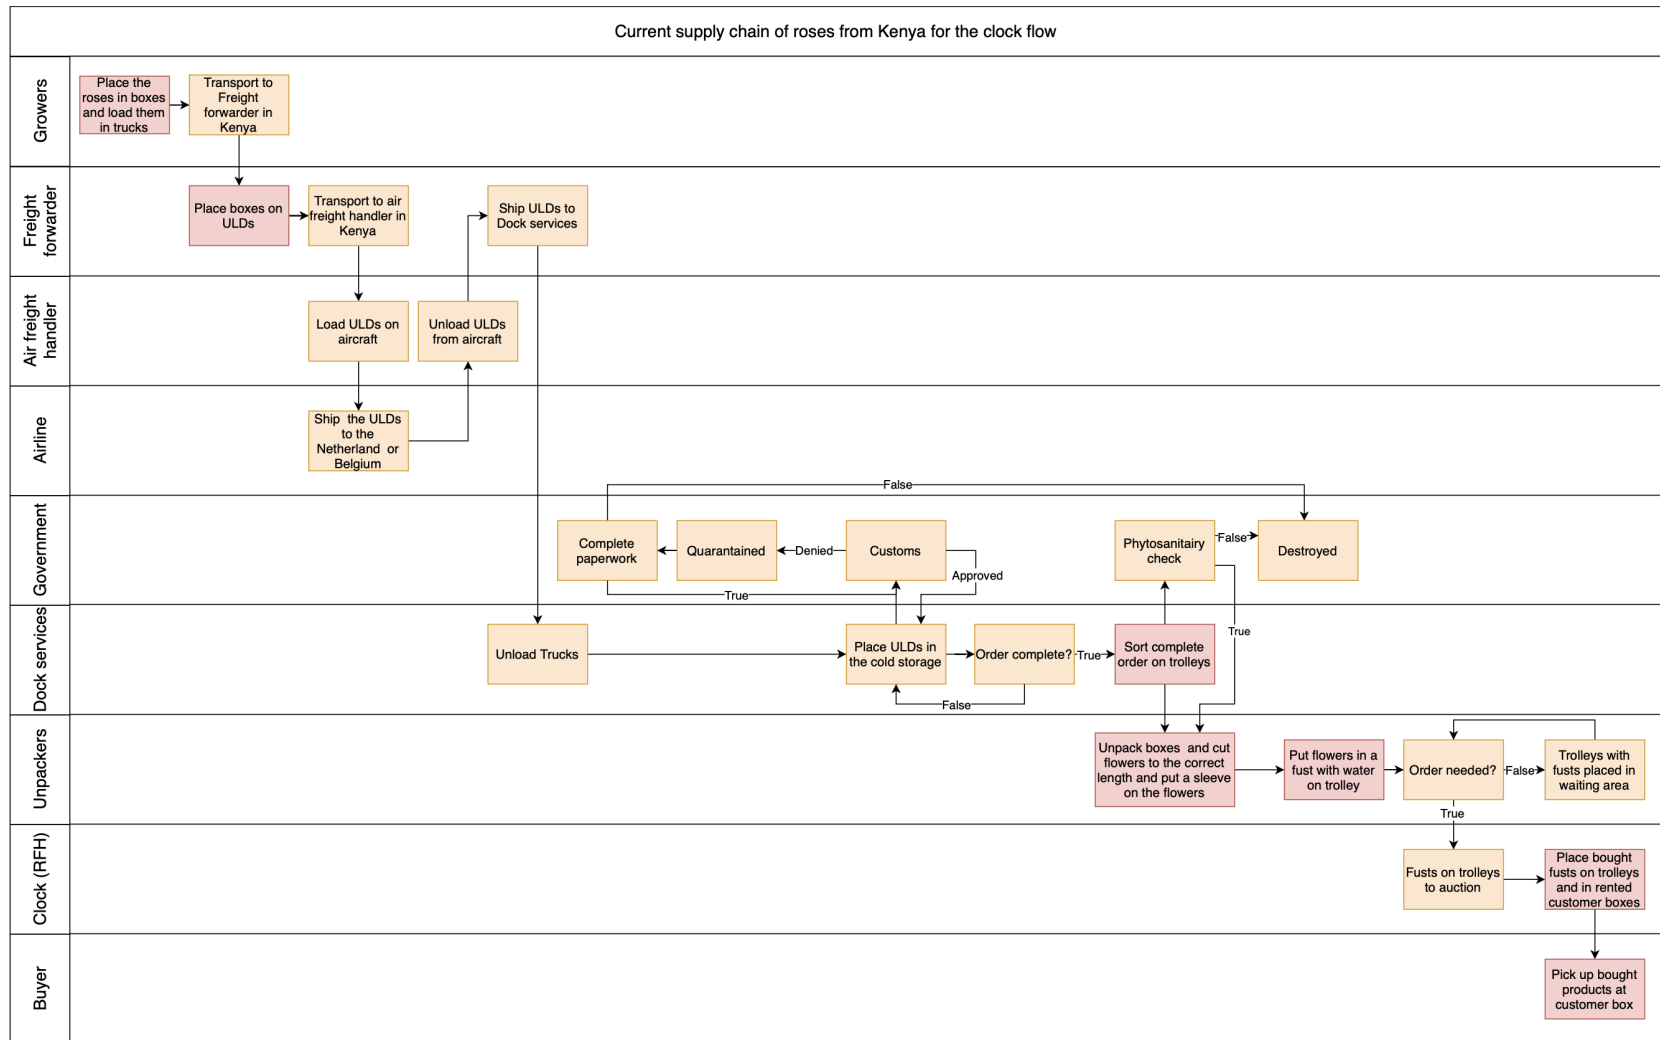 Current supply chain of roses from Kenya for the clock flow
Growers
Place the
roses in boxes
and load them
in trucks
Transport to
Freight
forwarder in
Kenya
Freight
forwarder
Place boxes on
ULDs
Transport to air
freight handler in
Kenya
Ship ULDs to
Dock services
Air freight
handler
Load ULDs on
aircraft
Unload ULDs
from aircraft
Airline
Ship the ULDs
to the
Netherland or
Belgium
False
Government
Complete
paperwork
Quarantained
Denied
Customs
Approved
True
Phytosanitairy
check
False
Destroyed
True
Dock services
Unload Trucks
Place ULDs in
the cold storage
Order complete?
True
Sort complete
order on trolleys
False
Unpackers
Unpack boxes and cut
flowers to the correct
length and put a sleeve
on the flowers
Put flowers in a
fust with water
on trolley
Order needed?
False
Trolleys with
fusts placed in
waiting area
True
Clock (RFH)
Fusts on trolleys
to auction
Place bought
fusts on trolleys
and in rented
customer boxes
Buyer
Pick up bought
products at
customer box